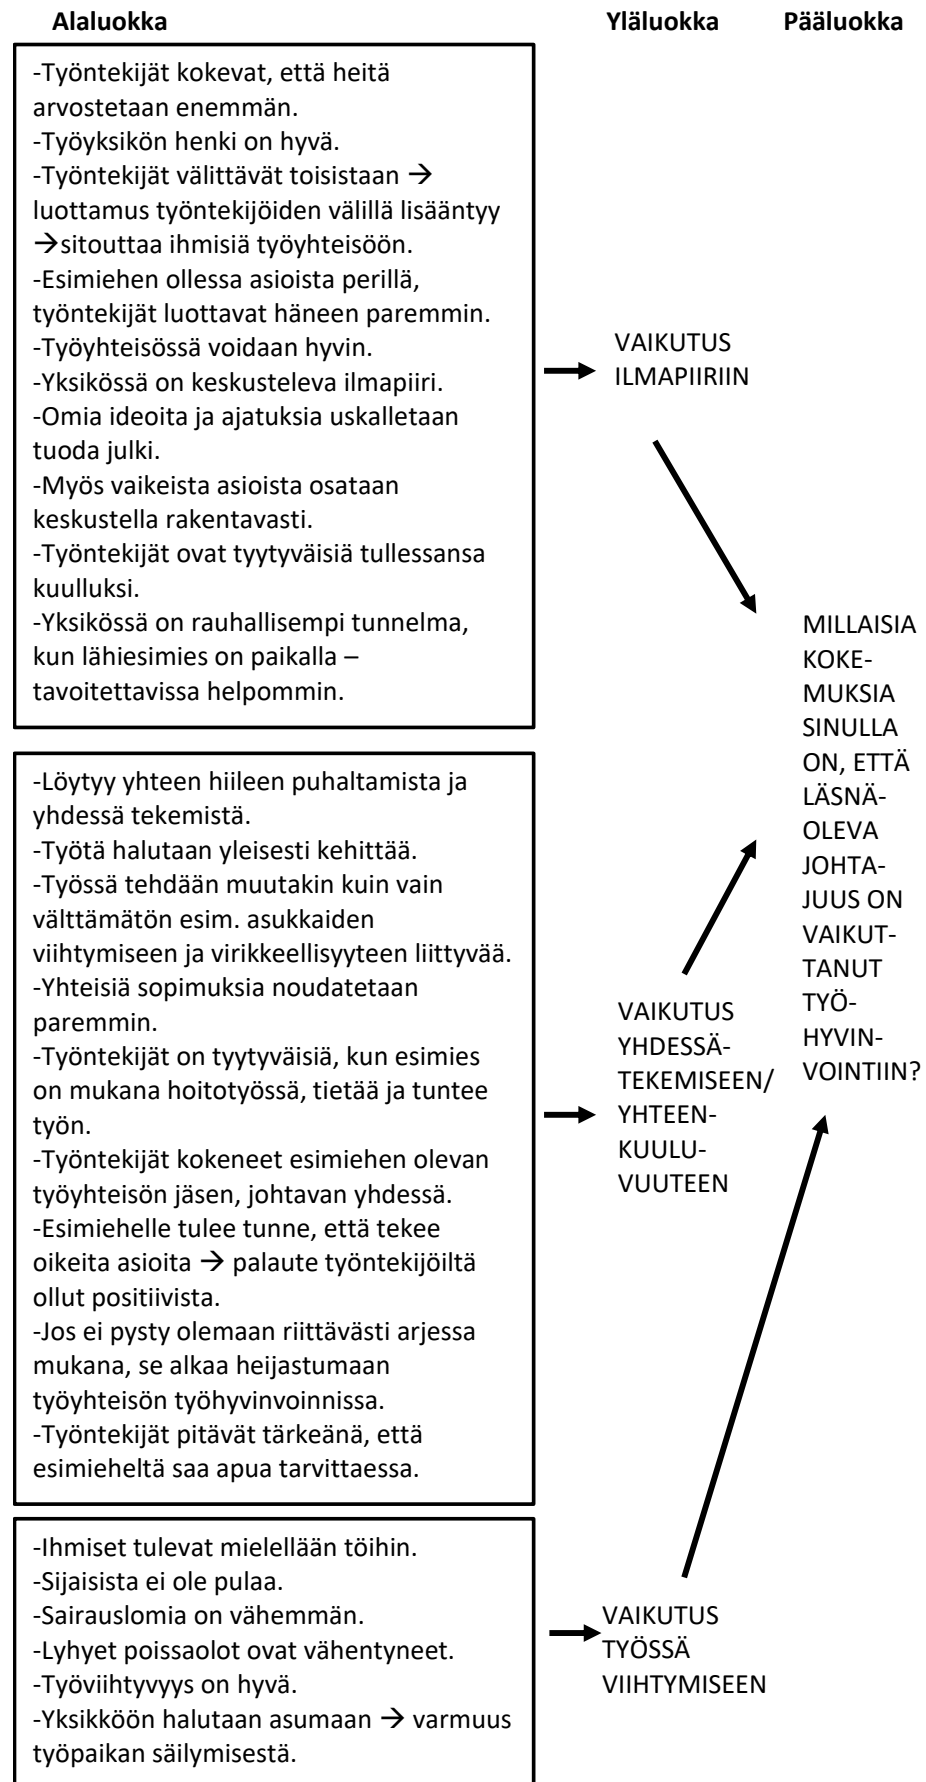 Alaluokka Yläluokka Pääluokka
-Työntekijät kokevat, että heitä
arvostetaan enemmän.
-Työyksikön henki on hyvä.
-Työntekijät välittävät toisistaan →
luottamus työntekijöiden välillä lisääntyy
→sitouttaa ihmisiä työyhteisöön.
-Esimiehen ollessa asioista perillä,
työntekijät luottavat häneen paremmin.
-Työyhteisössä voidaan hyvin.
-Yksikössä on keskusteleva ilmapiiri.
-Omia ideoita ja ajatuksia uskalletaan
tuoda julki.
-Myös vaikeista asioista osataan
keskustella rakentavasti.
-Työntekijät ovat tyytyväisiä tullessansa
kuulluksi.
-Yksikössä on rauhallisempi tunnelma,
kun lähiesimies on paikalla –
tavoitettavissa helpommin.
VAIKUTUS
ILMAPIIRIIN
-Löytyy yhteen hiileen puhaltamista ja
yhdessä tekemistä.
-Työtä halutaan yleisesti kehittää.
-Työssä tehdään muutakin kuin vain
välttämätön esim. asukkaiden
viihtymiseen ja virikkeellisyyteen liittyvää.
-Yhteisiä sopimuksia noudatetaan
paremmin.
-Työntekijät on tyytyväisiä, kun esimies
on mukana hoitotyössä, tietää ja tuntee
työn.
-Työntekijät kokeneet esimiehen olevan
työyhteisön jäsen, johtavan yhdessä.
-Esimiehelle tulee tunne, että tekee
oikeita asioita → palaute työntekijöiltä
ollut positiivista.
-Jos ei pysty olemaan riittävästi arjessa
mukana, se alkaa heijastumaan
työyhteisön työhyvinvoinnissa.
-Työntekijät pitävät tärkeänä, että
esimieheltä saa apua tarvittaessa.
VAIKUTUS
YHDESSÄ-
TEKEMISEEN/
YHTEEN-
KUULU-
VUUTEEN
-Ihmiset tulevat mielellään töihin.
-Sijaisista ei ole pulaa.
-Sairauslomia on vähemmän.
-Lyhyet poissaolot ovat vähentyneet.
-Työviihtyvyys on hyvä.
-Yksikköön halutaan asumaan → varmuus
työpaikan säilymisestä.
VAIKUTUS
TYÖSSÄ
VIIHTYMISEEN
MILLAISIA
KOKE-
MUKSIA
SINULLA
ON, ETTÄ
LÄSNÄ-
OLEVA
JOHTA-
JUUS ON
VAIKUT-
TANUT
TYÖ-
HYVIN-
VOINTIIN?